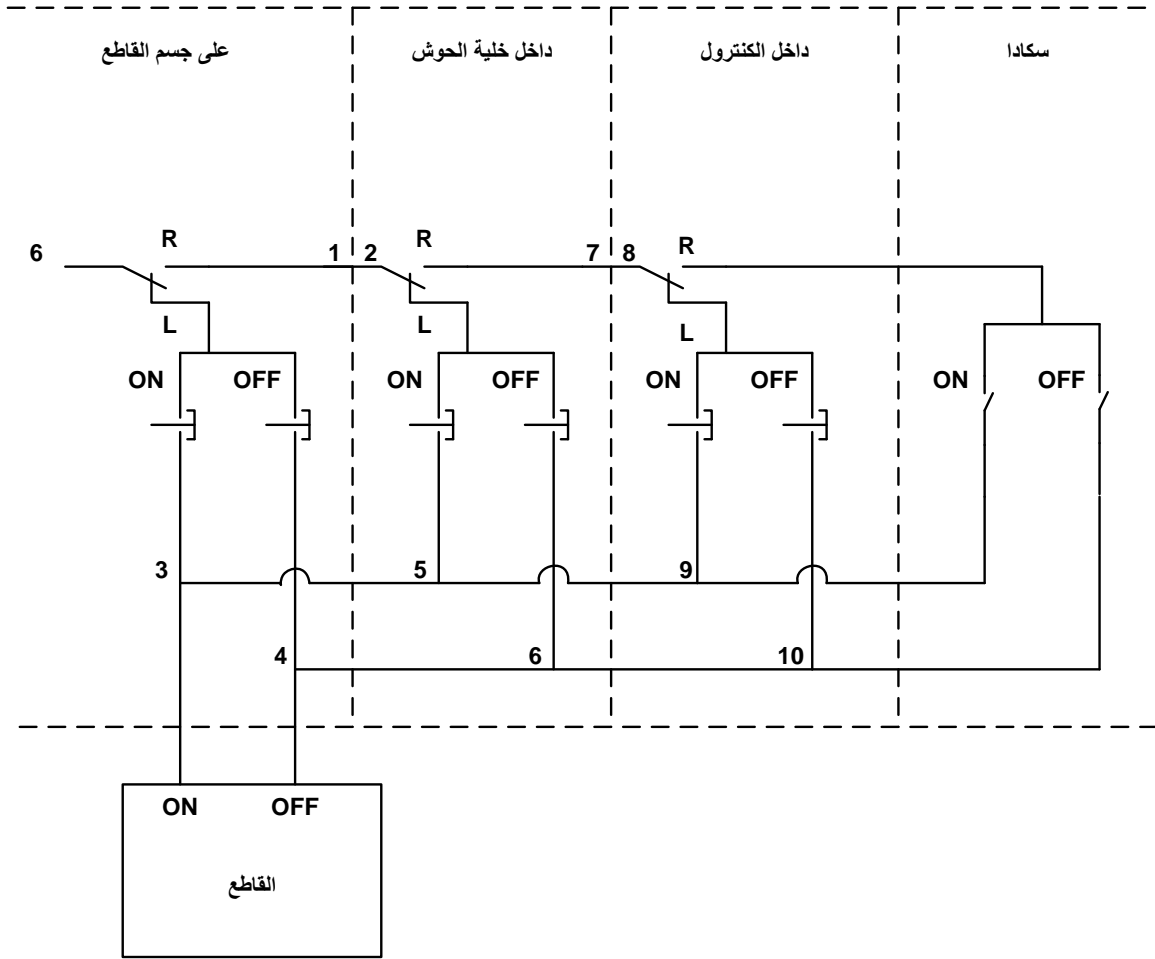 على جسم القاطع
داخل خلية الحوش
داخل الكنترول
سكادا
6 R 1 2 R 7 8 R
L L L
ON OFF ON OFF ON OFF ON OFF
3 5 9
4 6 10
ON OFF
القاطع